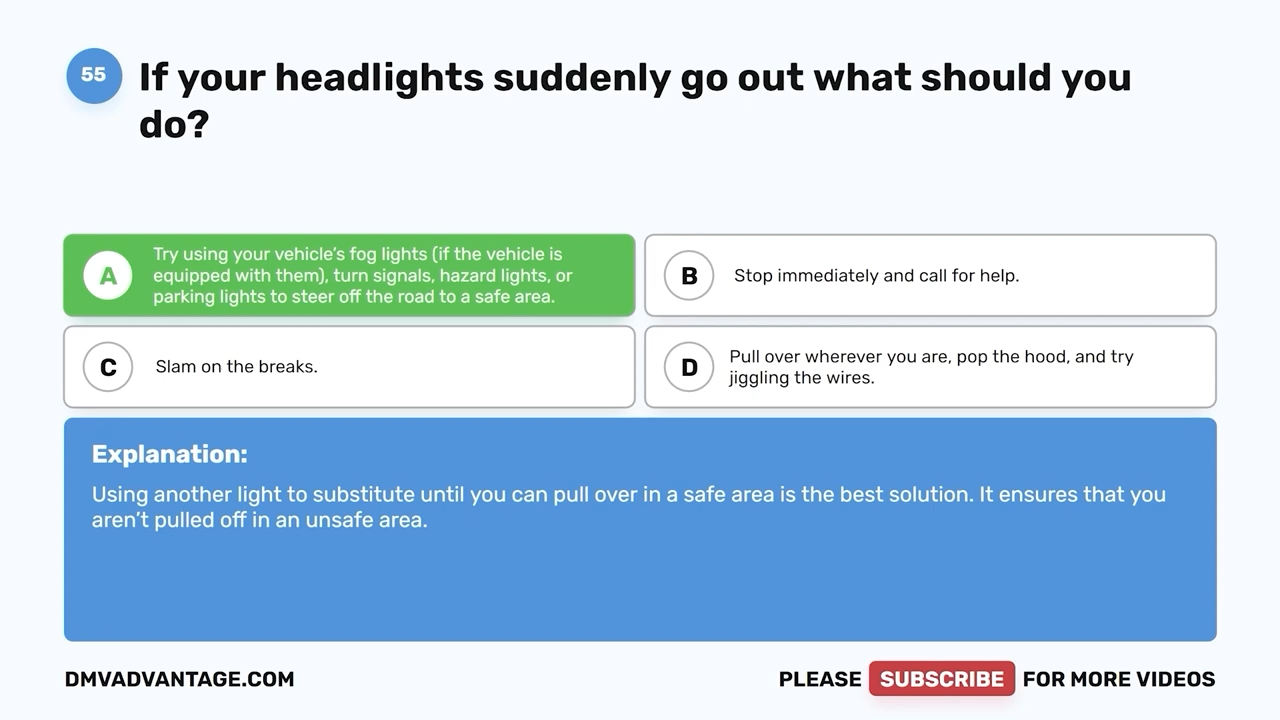 55
If your headlights suddenly go out what should you
do?
A
Try using your vehicle's fog lights (if the vehicle is
equipped with them), turn signals, hazard lights, or
parking lights to steer off the road to a safe area.
B
Stop immediately and call for help.
C
Slam on the breaks.
D
Pull over wherever you are, pop the hood, and try
jiggling the wires.
Explanation:
Using another light to substitute until you can pull over in a safe area is the best solution. It ensures that you
aren't pulled off in an unsafe area.
DMVADVANTAGE.COM
PLEASE SUBSCRIBE FOR MORE VIDEOS